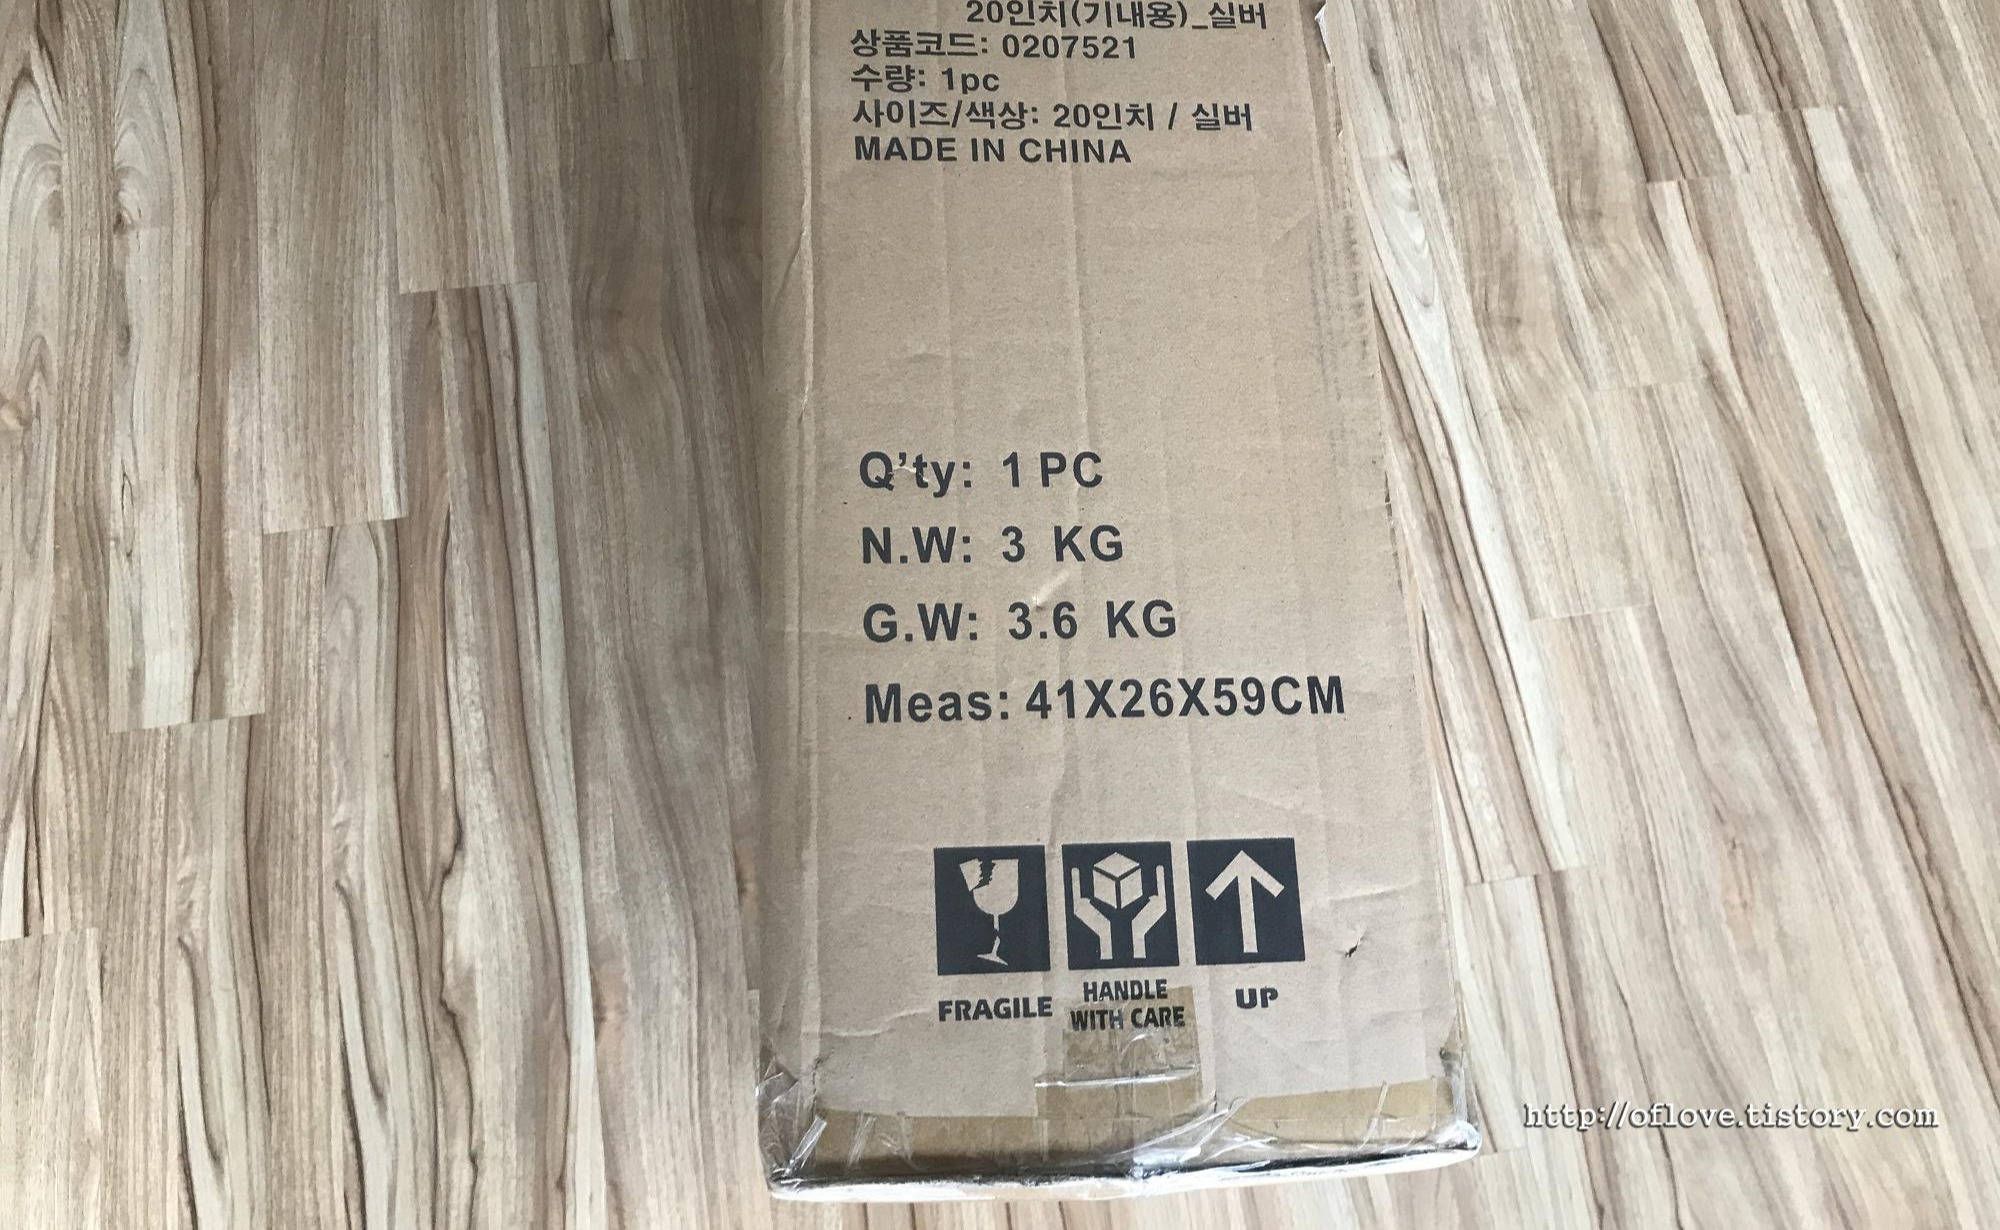 20인치(기내용)_실버
상품코드: 0207521
수량: 1pc
사이즈/색상: 20인치 / 실버
MADE IN CHINA
Q'ty: 1 PC
N.W: 3 KG
G.W: 3.6 KG
Meas: 41X26X59CM
FRAGILE
HANDLE
WITH CARE
UP
http://oflove.tistory.com